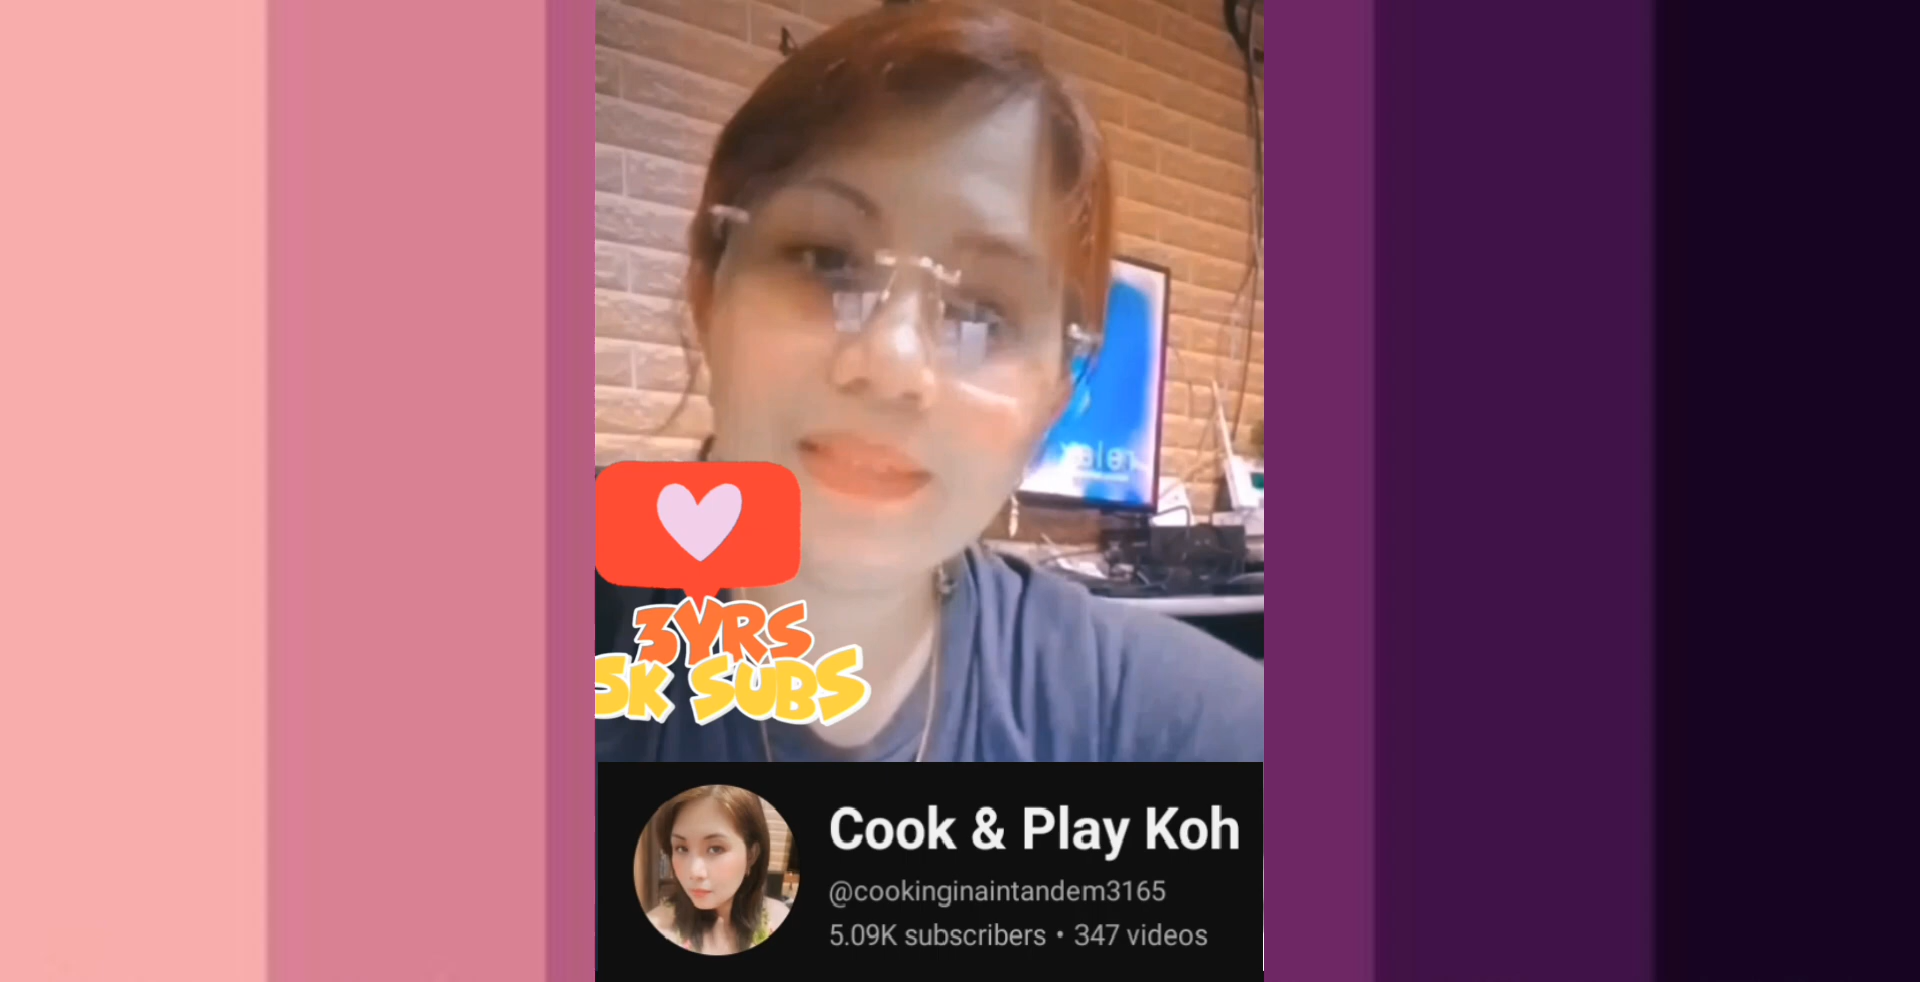 3YRS
5K SUBS
Cook & Play Koh
@cookinginaintandem3165
5.09K subscribers • 347 videos